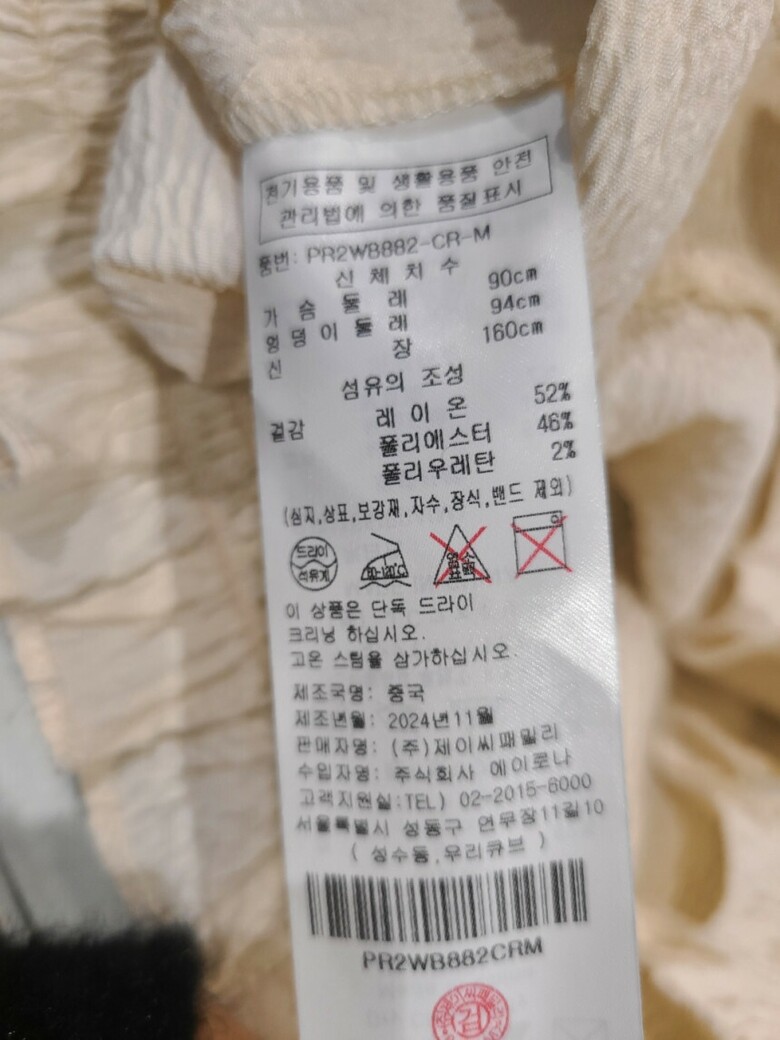 전기용품 및 생활용품 안전
관리법에 의한 품질표시
품번: PR2WB882-CR-M
신 체 치 수
가 슴 둘 레 90cm
엉 덩 이 둘 레 94cm
신 장 160cm
섬유의 조성
겉감 레 이 온 52%
폴리에스터 46%
폴리우레탄 2%
(심지,상표,보강재,자수,장식,밴드 제외)
드라이
석유계
80-120℃
염소
표백
이 상품은 단독 드라이
크리닝 하십시오.
고온 스팀을 삼가하십시오.
제조국명: 중국
제조년월: 2024년11월
판매자명: (주)제이씨패밀리
수입자명: 주식회사 에이로나
고객지원실:TEL) 02-2015-6000
서울특별시 성동구 연무장11길10
( 성수동,우리큐브 )
PR2WB882CRM
검